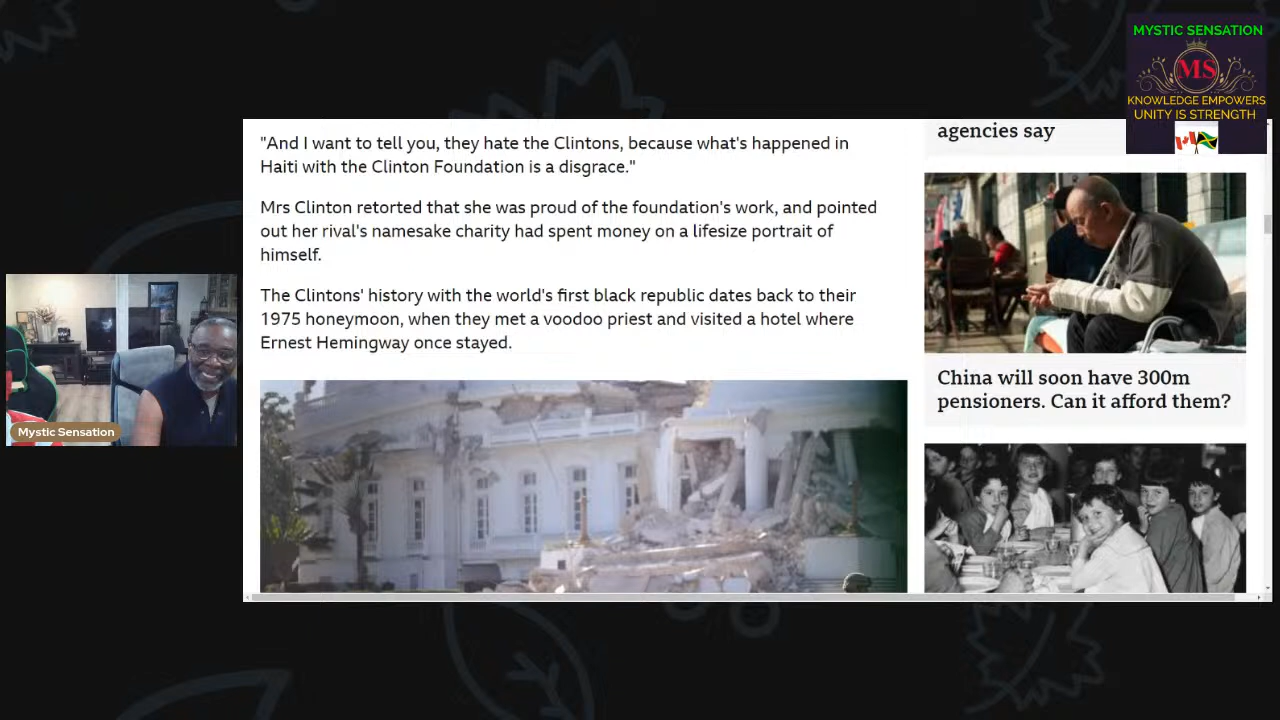 MYSTIC SENSATION
MS
KNOWLEDGE EMPOWERS
UNITY IS STRENGTH
"And I want to tell you, they hate the Clintons, because what's happened in
Haiti with the Clinton Foundation is a disgrace."
Mrs Clinton retorted that she was proud of the foundation's work, and pointed
out her rival's namesake charity had spent money on a lifesize portrait of
himself.
The Clintons' history with the world's first black republic dates back to their
1975 honeymoon, when they met a voodoo priest and visited a hotel where
Ernest Hemingway once stayed.
agencies say
China will soon have 300m
pensioners. Can it afford them?
Mystic Sensation